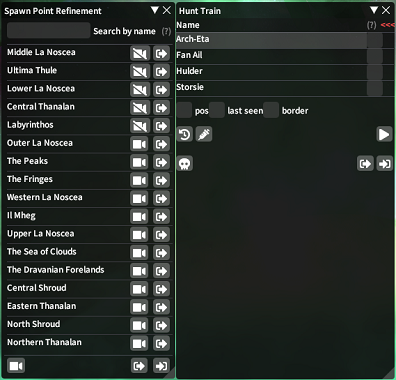 Spawn Point Refinement
Search by name (?)
Middle La Noscea
Ultima Thule
Lower La Noscea
Central Thanalan
Labyrinthos
Outer La Noscea
The Peaks
The Fringes
Western La Noscea
Il Mheg
Upper La Noscea
The Sea of Clouds
The Dravanian Forelands
Central Shroud
Eastern Thanalan
North Shroud
Northern Thanalan
Hunt Train
Name (?) <<<
Arch-Eta
Fan Ail
Hulder
Storsie
pos last seen border